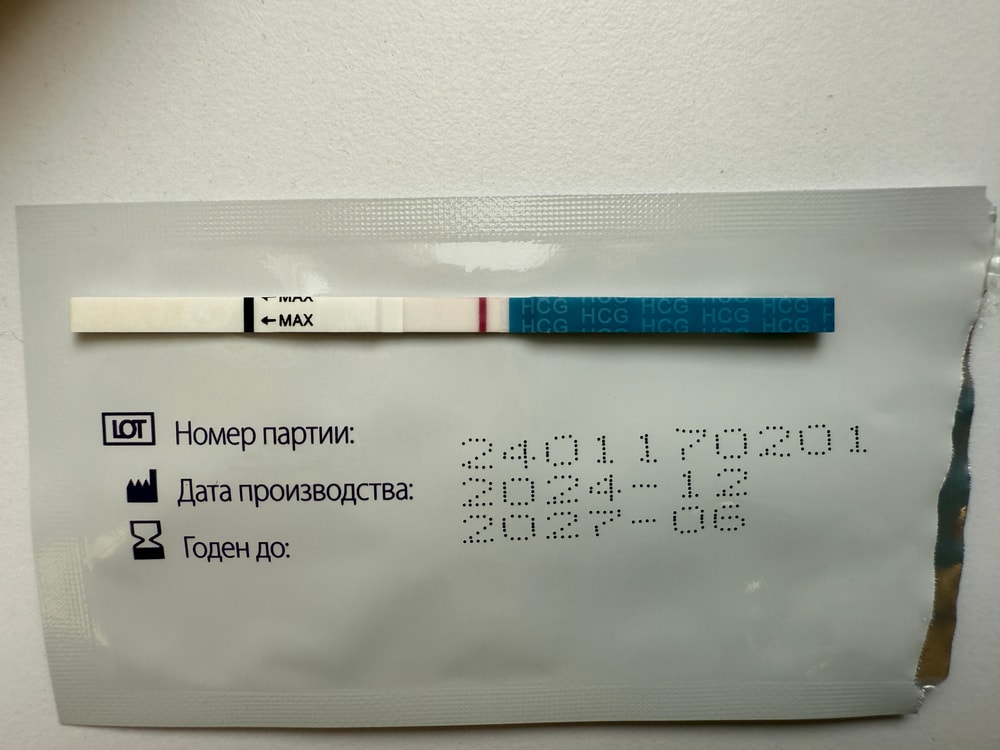 ←MAX
←MAX
HCG HCG HCG HCG HCG
HCG HCG HCG HCG HCG
LOT Номер партии: 2401170201
Дата производства: 2024-12
Годен до: 2027-06